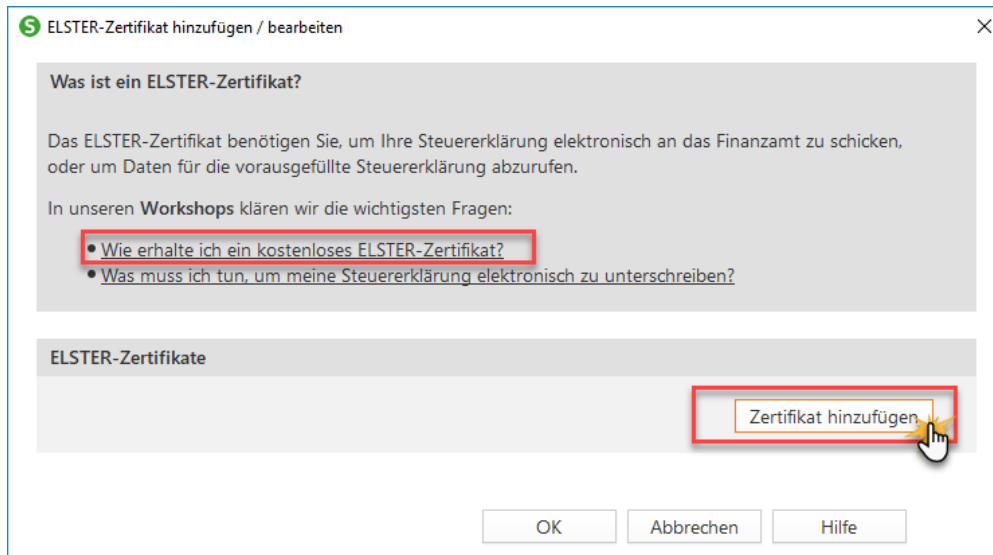 S ELSTER-Zertifikat hinzufügen / bearbeiten
Was ist ein ELSTER-Zertifikat?
Das ELSTER-Zertifikat benötigen Sie, um Ihre Steuererklärung elektronisch an das Finanzamt zu schicken,
oder um Daten für die vorausgefüllte Steuererklärung abzurufen.
In unseren Workshops klären wir die wichtigsten Fragen:
• Wie erhalte ich ein kostenloses ELSTER-Zertifikat?
• Was muss ich tun, um meine Steuererklärung elektronisch zu unterschreiben?
ELSTER-Zertifikate
Zertifikat hinzufügen
OK Abbrechen Hilfe